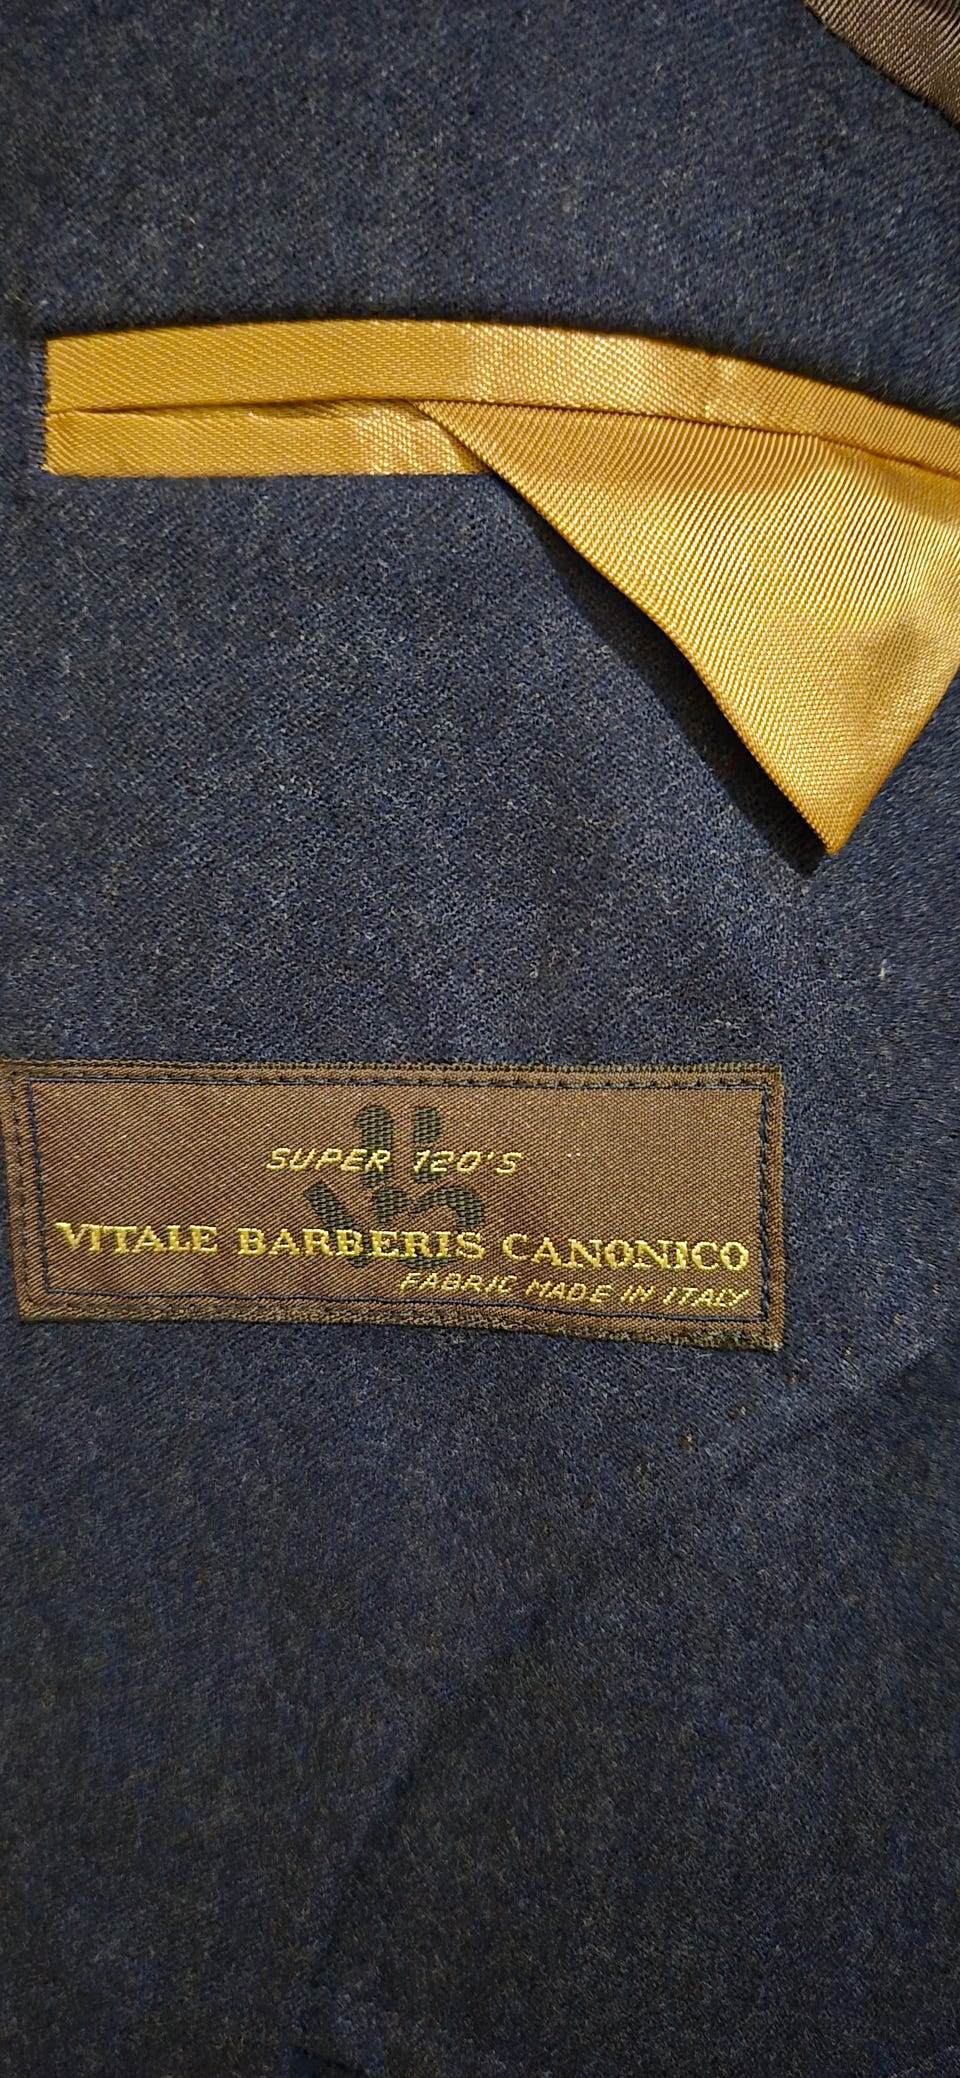 SUPER 120'S
VITALE BARBERIS CANONICO
FABRIC MADE IN ITALY